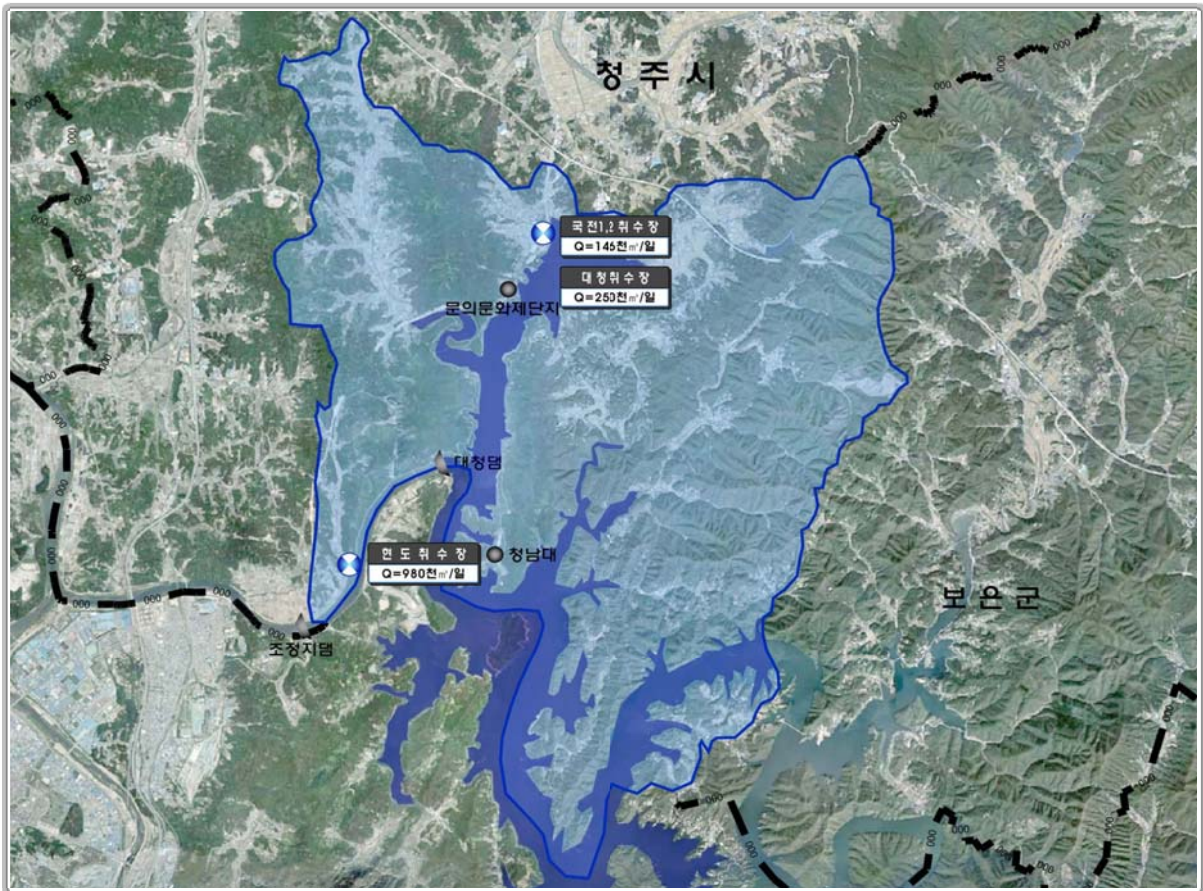 청주시
국전1,2취수장
Q=146천㎥/일
대청취수장
Q=250천㎥/일
문의문화제단지
대청댐
현도취수장
Q=980천㎥/일
청남대
보은군
조정지댐